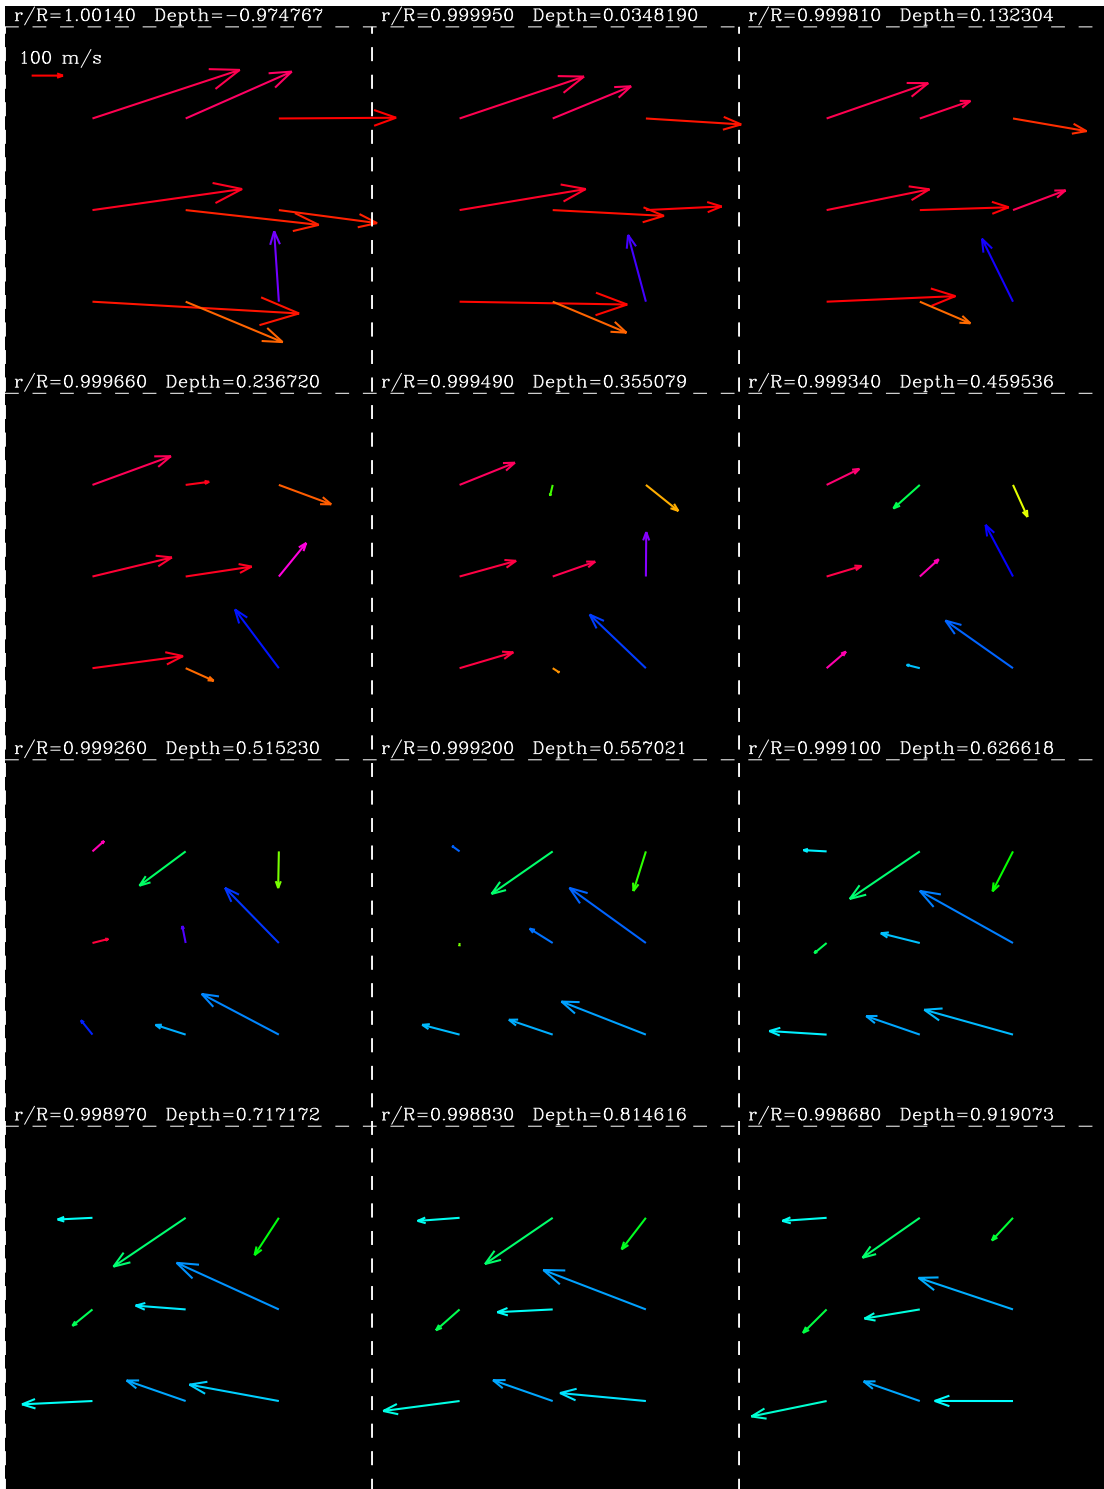 r/R=1.00140 Depth=−0.974767 r/R=0.999950 Depth=0.0348190 r/R=0.999810 Depth=0.132304
100 m/s
r/R=0.999660 Depth=0.236720 r/R=0.999490 Depth=0.355079 r/R=0.999340 Depth=0.459536
r/R=0.999260 Depth=0.515230 r/R=0.999200 Depth=0.557021 r/R=0.999100 Depth=0.626618
r/R=0.998970 Depth=0.717172 r/R=0.998830 Depth=0.814616 r/R=0.998680 Depth=0.919073